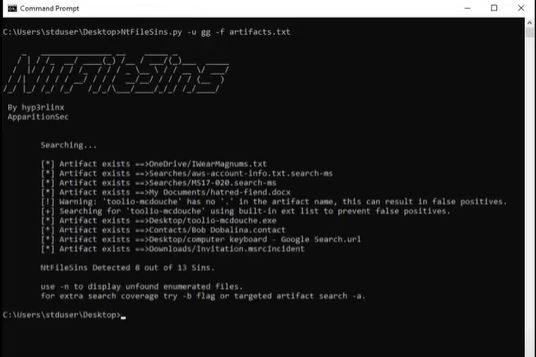 Command Prompt
C:\Users\stduser\Desktop>NtFileSins.py -u gg -f artifacts.txt
NtFileSins
By hyp3rlinx
ApparitionSec
Searching...
[*] Artifact exists ==>OneDrive/IWearMagnums.txt
[*] Artifact exists ==>Searches/aws-account-info.txt.search-ms
[*] Artifact exists ==>Searches/MS17-020.search-ms
[*] Artifact exists ==>My Documents/hatred-fiend.docx
[!] Warning: 'toolio-mcdouche' has no '.' in the artifact name, this can result in false positives.
[+] Searching for 'toolio-mcdouche' using built-in ext list to prevent false positives.
[*] Artifact exists ==>Desktop/toolio-mcdouche.exe
[*] Artifact exists ==>Contacts/Bob Dobalina.contact
[*] Artifact exists ==>Desktop/computer keyboard - Google Search.url
[*] Artifact exists ==>Downloads/Invitation.msrcIncident
NtFileSins Detected 8 out of 13 Sins.
use -n to display unfound enumerated files.
for extra search coverage try -b flag or targeted artifact search -a.
C:\Users\stduser\Desktop>